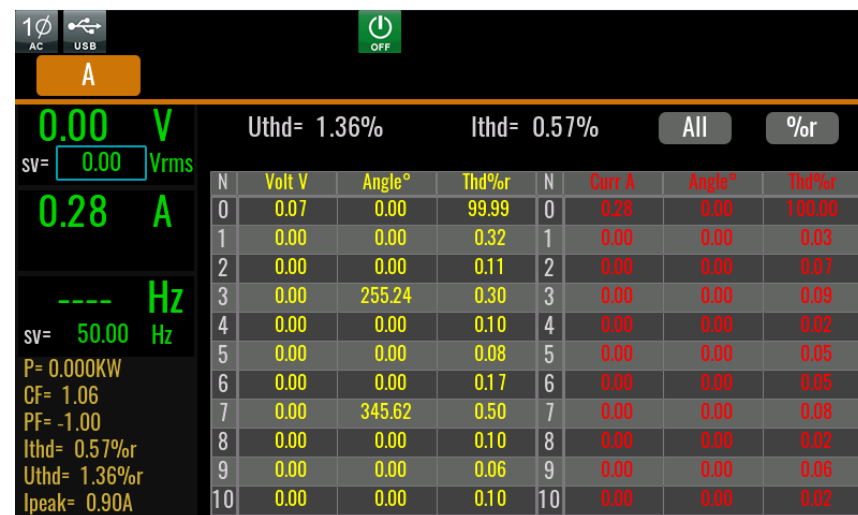 1Ø AC USB OFF
A
0.00 V
sv= 0.00 Vrms
0.28 A
---- Hz
sv= 50.00 Hz
P= 0.000KW
CF= 1.06
PF= -1.00
Ithd= 0.57%r
Uthd= 1.36%r
Ipeak= 0.90A
Uthd= 1.36% Ithd= 0.57% All %r
N Volt V Angle° Thd%r N Curr A Angle° Thd%r
0 0.07 0.00 99.99 0 0.28 0.00 100.00
1 0.00 0.00 0.32 1 0.00 0.00 0.03
2 0.00 0.00 0.11 2 0.00 0.00 0.07
3 0.00 255.24 0.30 3 0.00 0.00 0.09
4 0.00 0.00 0.10 4 0.00 0.00 0.02
5 0.00 0.00 0.08 5 0.00 0.00 0.05
6 0.00 0.00 0.17 6 0.00 0.00 0.05
7 0.00 345.62 0.50 7 0.00 0.00 0.08
8 0.00 0.00 0.10 8 0.00 0.00 0.02
9 0.00 0.00 0.06 9 0.00 0.00 0.06
10 0.00 0.00 0.10 10 0.00 0.00 0.02